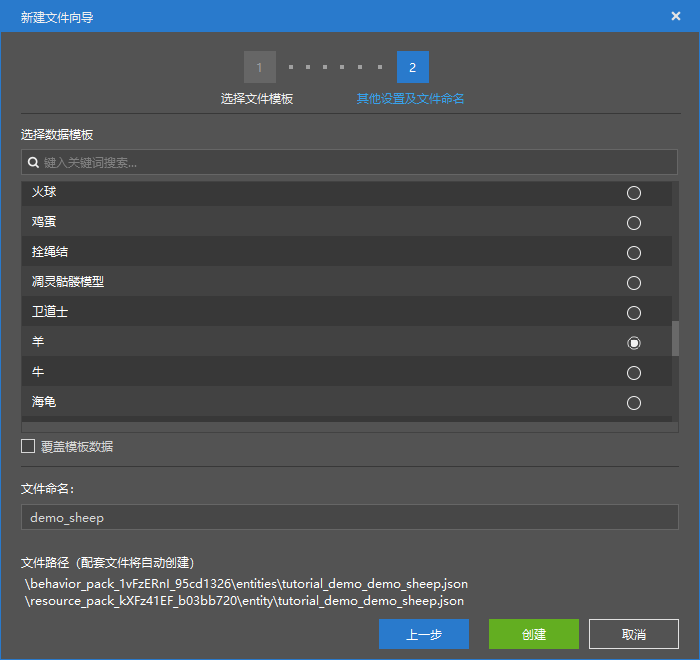 新建文件向导
1
2
选择文件模板
其他设置及文件命名
选择数据模板
键入关键词搜索...
火球
鸡蛋
拴绳结
凋灵骷髅模型
卫道士
羊
牛
海龟
覆盖模板数据
文件命名：
demo_sheep
文件路径（配套文件将自动创建）
\behavior_pack_1vFzERnI_95cd1326\entities\tutorial_demo_demo_sheep.json
\resource_pack_kXFz41EF_b03bb720\entity\tutorial_demo_demo_sheep.json
上一步
创建
取消